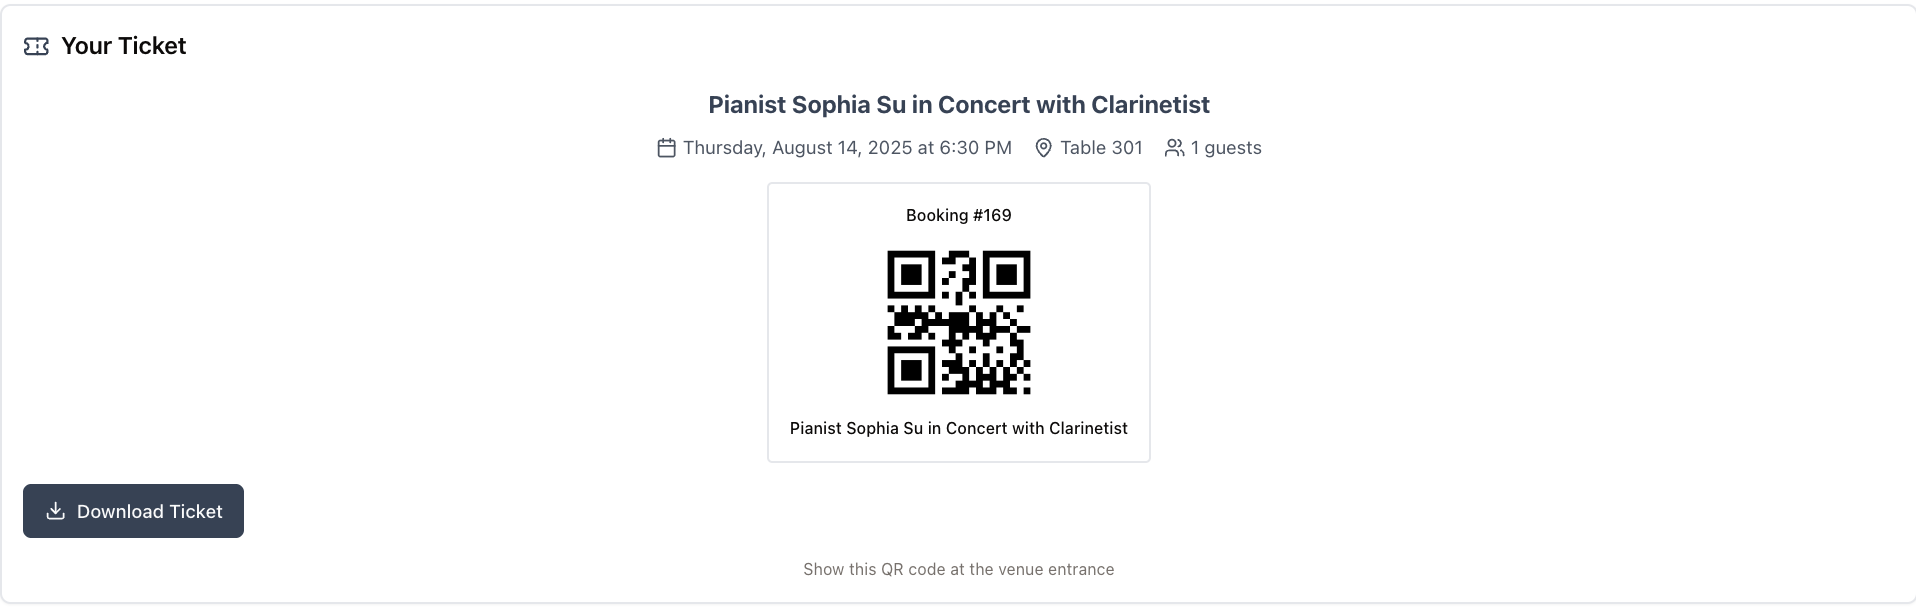 Your Ticket
Pianist Sophia Su in Concert with Clarinetist
Thursday, August 14, 2025 at 6:30 PM Table 301 1 guests
Booking #169
Pianist Sophia Su in Concert with Clarinetist
Download Ticket
Show this QR code at the venue entrance